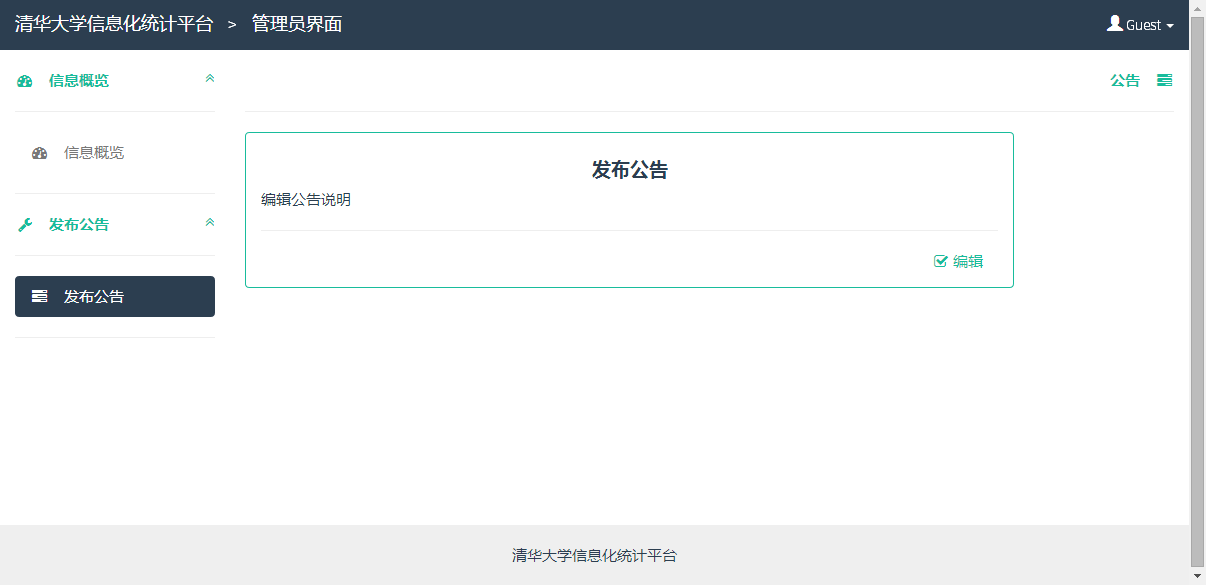 清华大学信息化统计平台 > 管理员界面
Guest
信息概览
公告
信息概览
发布公告
发布公告
发布公告
编辑公告说明
编辑
清华大学信息化统计平台